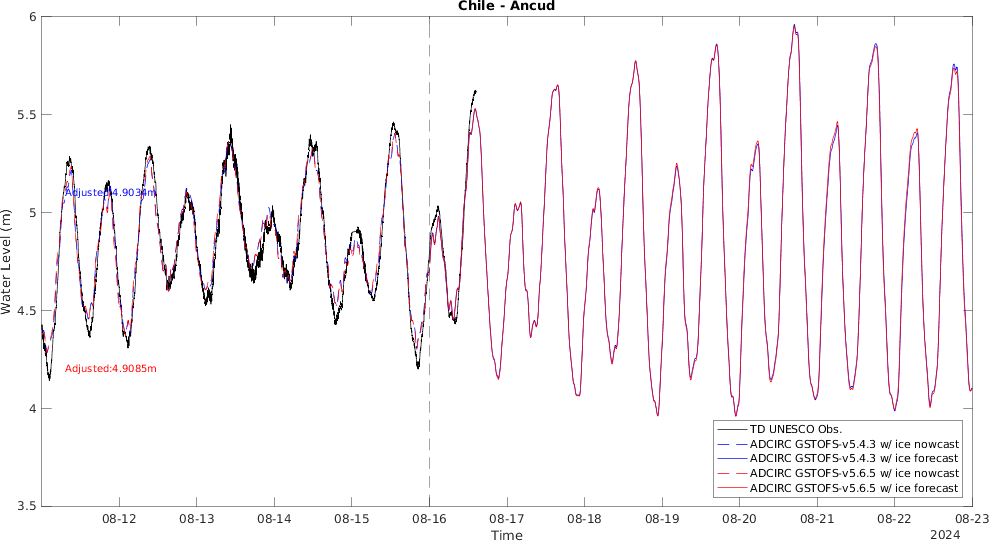 Chile - Ancud
6
5.5
5
4.5
4
3.5
Water Level (m)
Adjusted:4.9034m
Adjusted:4.9085m
TD UNESCO Obs.
ADCIRC GSTOFS-v5.4.3 w/ ice nowcast
ADCIRC GSTOFS-v5.4.3 w/ ice forecast
ADCIRC GSTOFS-v5.6.5 w/ ice nowcast
ADCIRC GSTOFS-v5.6.5 w/ ice forecast
08-12 08-13 08-14 08-15 08-16 08-17 08-18 08-19 08-20 08-21 08-22 08-23
Time
2024